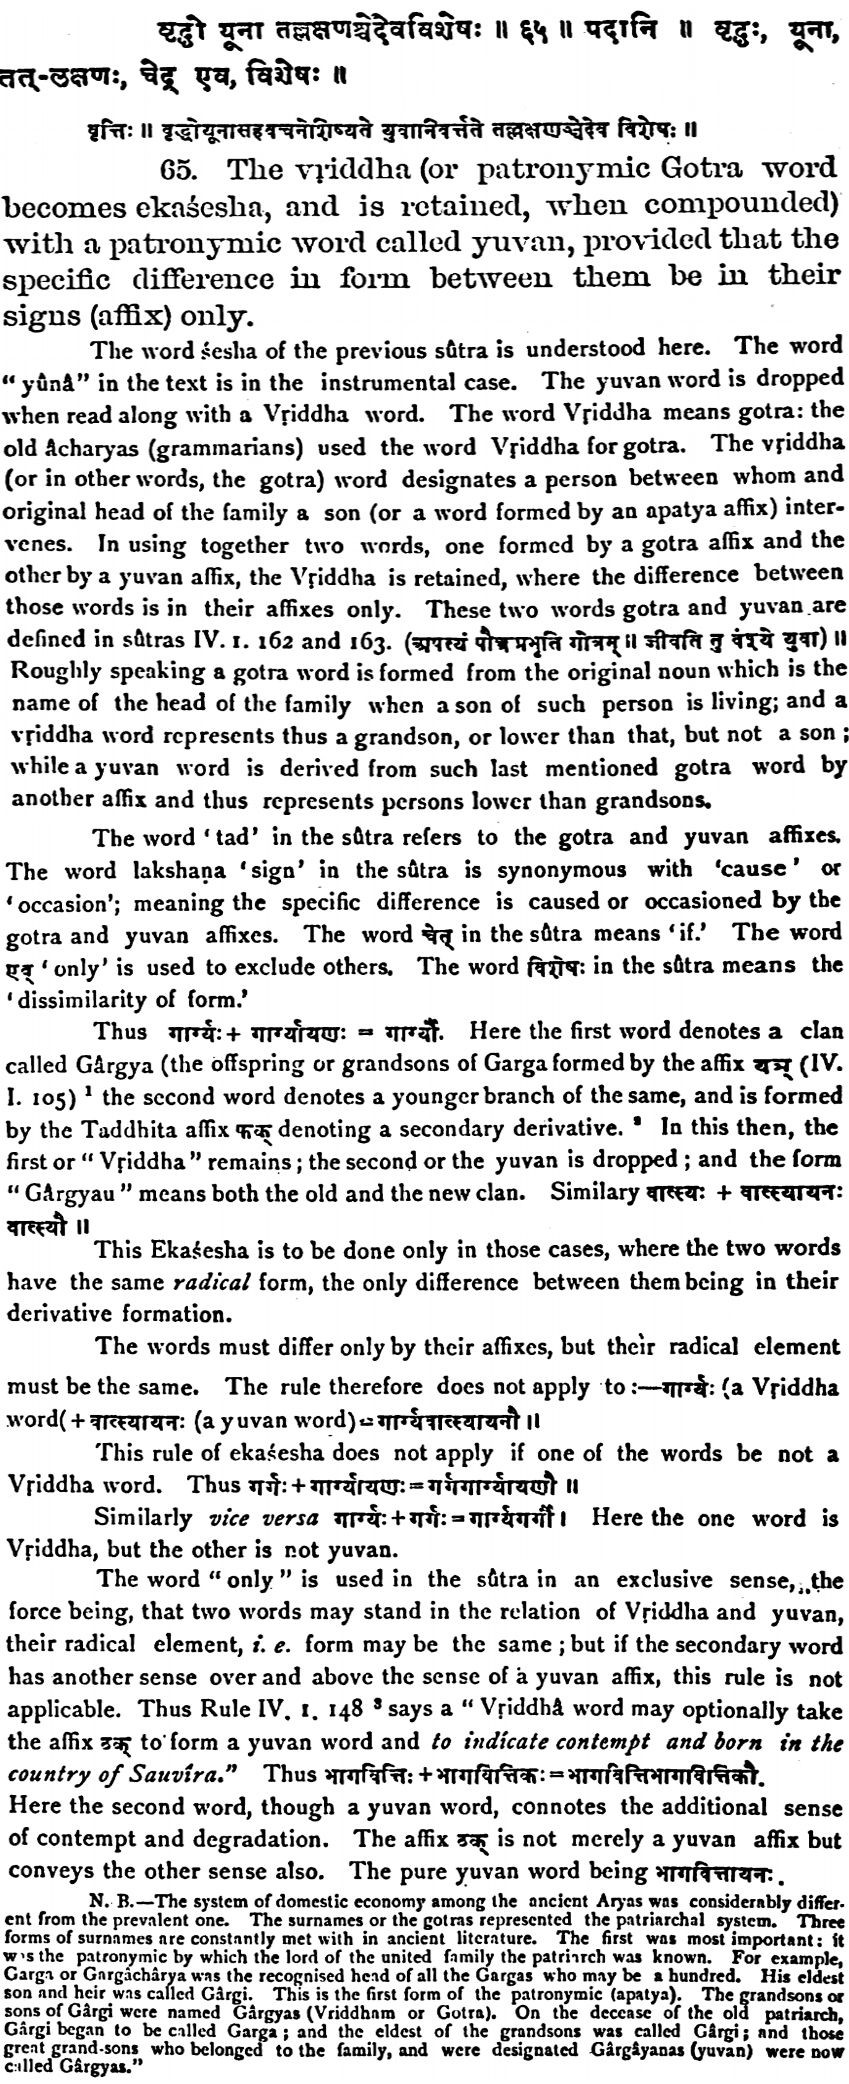 वृद्धो यूना तल्लक्षणश्चेदेवविशेषः ॥ ६५ ॥ पदानि ॥ वृद्धः, यूना,
तत्-लक्षणः, चेद् एव, विशेषः ॥
वृत्तिः ॥ वृद्धोयूनासहवचनेशिष्यते युवानिवर्त्तते तल्लक्षणश्चेदेव विशेषः ॥
65. The vṛiddha (or patronymic Gotra word
becomes ekaśesha, and is retained, when compounded)
with a patronymic word called yuvan, provided that the
specific difference in form between them be in their
signs (affix) only.
The word śesha of the previous sûtra is understood here. The word
“yûnâ” in the text is in the instrumental case. The yuvan word is dropped
when read along with a Vṛiddha word. The word Vṛiddha means gotra: the
old Âcharyas (grammarians) used the word Vṛiddha for gotra. The vṛiddha
(or in other words, the gotra) word designates a person between whom and
original head of the family a son (or a word formed by an apatya affix) inter-
venes. In using together two words, one formed by a gotra affix and the
other by a yuvan affix, the Vṛiddha is retained, where the difference between
those words is in their affixes only. These two words gotra and yuvan are
defined in sûtras IV. 1. 162 and 163. (अपत्यं पौत्रप्रभृति गोत्रम् ॥ जीवति तु वंश्ये युवा) ॥
Roughly speaking a gotra word is formed from the original noun which is the
name of the head of the family when a son of such person is living; and a
vṛiddha word represents thus a grandson, or lower than that, but not a son ;
while a yuvan word is derived from such last mentioned gotra word by
another affix and thus represents persons lower than grandsons.
The word ‘tad’ in the sûtra refers to the gotra and yuvan affixes.
The word lakshaṇa ‘sign’ in the sûtra is synonymous with ‘cause’ or
‘occasion’; meaning the specific difference is caused or occasioned by the
gotra and yuvan affixes. The word चेत् in the sûtra means ‘if.’ The word
एव् ‘only’ is used to exclude others. The word विशेषः in the sûtra means the
‘dissimilarity of form.’
Thus गार्ग्यः + गार्ग्यायणः = गार्ग्यौ. Here the first word denotes a clan
called Gârgya (the offspring or grandsons of Garga formed by the affix यञ् (IV.
I. 105) ¹ the second word denotes a younger branch of the same, and is formed
by the Taddhita affix फक् denoting a secondary derivative. ² In this then, the
first or “Vṛiddha” remains ; the second or the yuvan is dropped ; and the form
“Gârgyau” means both the old and the new clan. Similary वात्स्यः + वात्स्यायनः
वात्स्यौ ॥
This Ekaśesha is to be done only in those cases, where the two words
have the same radical form, the only difference between them being in their
derivative formation.
The words must differ only by their affixes, but their radical element
must be the same. The rule therefore does not apply to :—गार्ग्यः (a Vṛiddha
word(+वात्स्यायनः (a yuvan word)=गार्ग्यवात्स्यायनौ ॥
This rule of ekaśesha does not apply if one of the words be not a
Vṛiddha word. Thus गर्गः+गार्ग्यायणः=गर्गगार्ग्यायणौ ॥
Similarly vice versa गार्ग्यः+गर्गः=गार्ग्यगर्गौ । Here the one word is
Vṛiddha, but the other is not yuvan.
The word “only” is used in the sûtra in an exclusive sense, the
force being, that two words may stand in the relation of Vṛiddha and yuvan,
their radical element, i. e. form may be the same ; but if the secondary word
has another sense over and above the sense of a yuvan affix, this rule is not
applicable. Thus Rule IV. 1. 148 ³ says a “Vṛiddhâ word may optionally take
the affix ठक् to form a yuvan word and to indicate contempt and born in the
country of Sauvîra.” Thus भागवित्तिः+भागवित्तिकः=भागवित्तिभागवित्तिकौ.
Here the second word, though a yuvan word, connotes the additional sense
of contempt and degradation. The affix ठक् is not merely a yuvan affix but
conveys the other sense also. The pure yuvan word being भागवित्तायनः.
N. B.—The system of domestic economy among the ancient Aryas was considerably differ-
ent from the prevalent one. The surnames or the gotras represented the patriarchal system. Three
forms of surnames are constantly met with in ancient literature. The first was most important: it
was the patronymic by which the lord of the united family the patriarch was known. For example,
Garga or Gargâchârya was the recognised head of all the Gargas who may be a hundred. His eldest
son and heir was called Gârgi. This is the first form of the patronymic (apatya). The grandsons or
sons of Gârgi were named Gârgyas (Vriddham or Gotra). On the decease of the old patriarch,
Gârgi began to be called Garga ; and the eldest of the grandsons was called Gârgi ; and those
great grand-sons who belonged to the family, and were designated Gârgâyanas (yuvan) were now
called Gârgyas.”